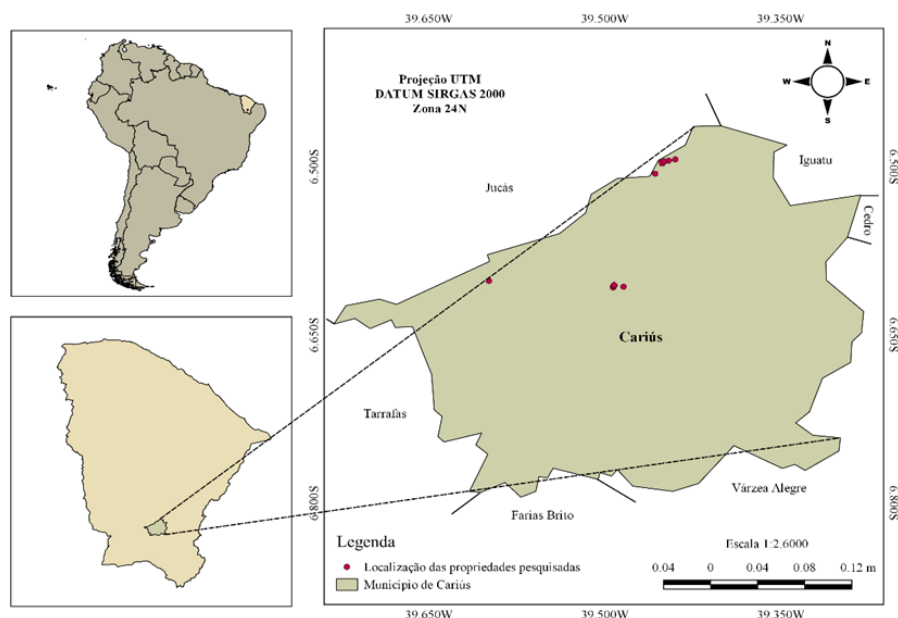 39.650W 39.500W 39.350W
Projeção UTM
DATUM SIRGAS 2000
Zona 24N
N
W E
S
6.500S 6.500S
Jucás
Iguatu
Cedro
6.650S 6.650S
Cariús
Tarrafas
6.800S 6.800S
Várzea Alegre
Farias Brito
Legenda
Localização das propriedades pesquisadas
Município de Cariús
Escala 1:2.6000
0.04 0 0.04 0.08 0.12 m
39.650W 39.500W 39.350W